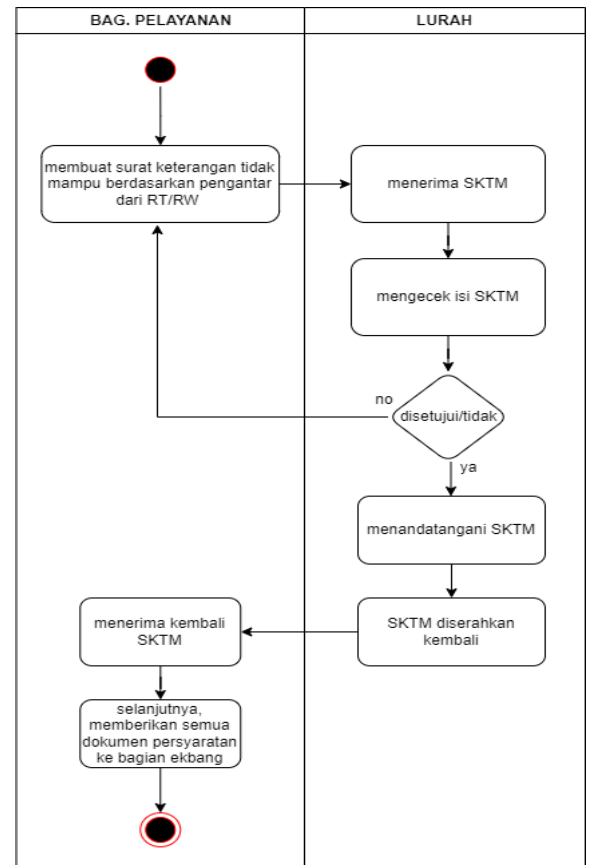 BAG. PELAYANAN
LURAH
membuat surat keterangan tidak
mampu berdasarkan pengantar
dari RT/RW
menerima SKTM
mengecek isi SKTM
no
disetujui/tidak
ya
menandatangani SKTM
SKTM diserahkan
kembali
menerima kembali
SKTM
selanjutnya,
memberikan semua
dokumen persyaratan
ke bagian ekbang